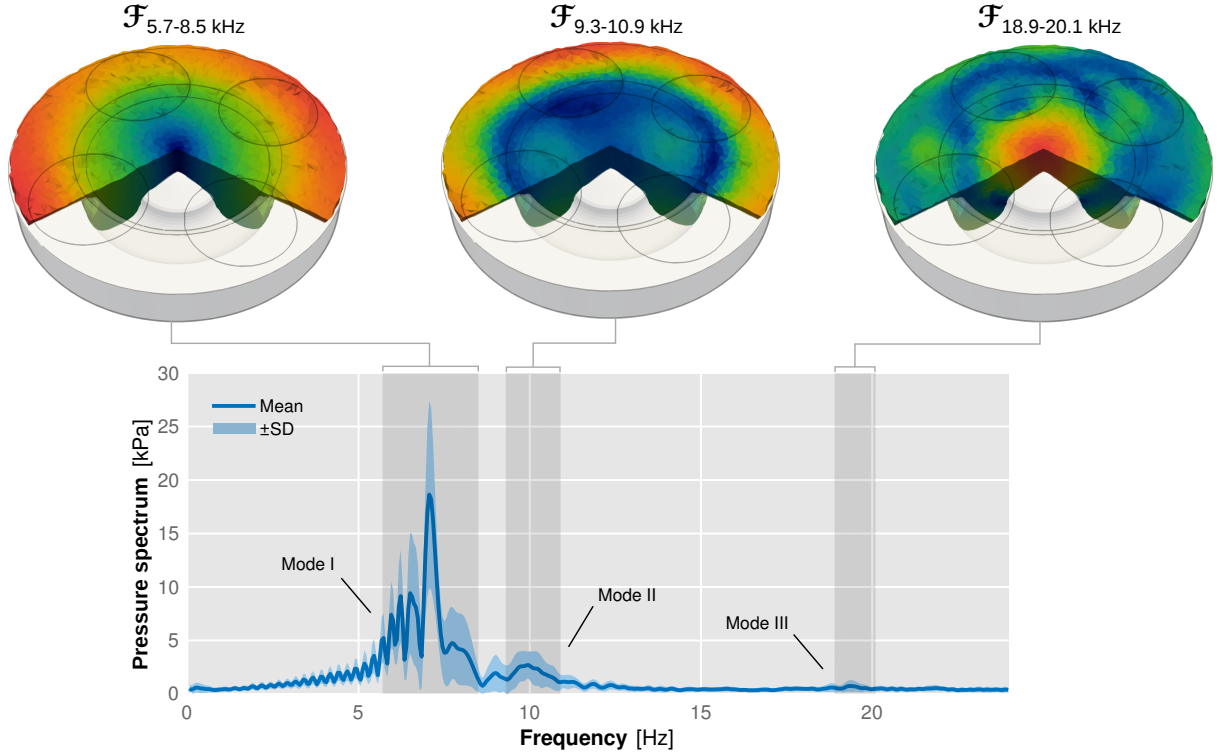 ℱ5.7-8.5 kHz
ℱ9.3-10.9 kHz
ℱ18.9-20.1 kHz
30
25
20
15
10
5
0
Pressure spectrum [kPa]
Mean
±SD
Mode I
Mode II
Mode III
0 5 10 15 20
Frequency [Hz]